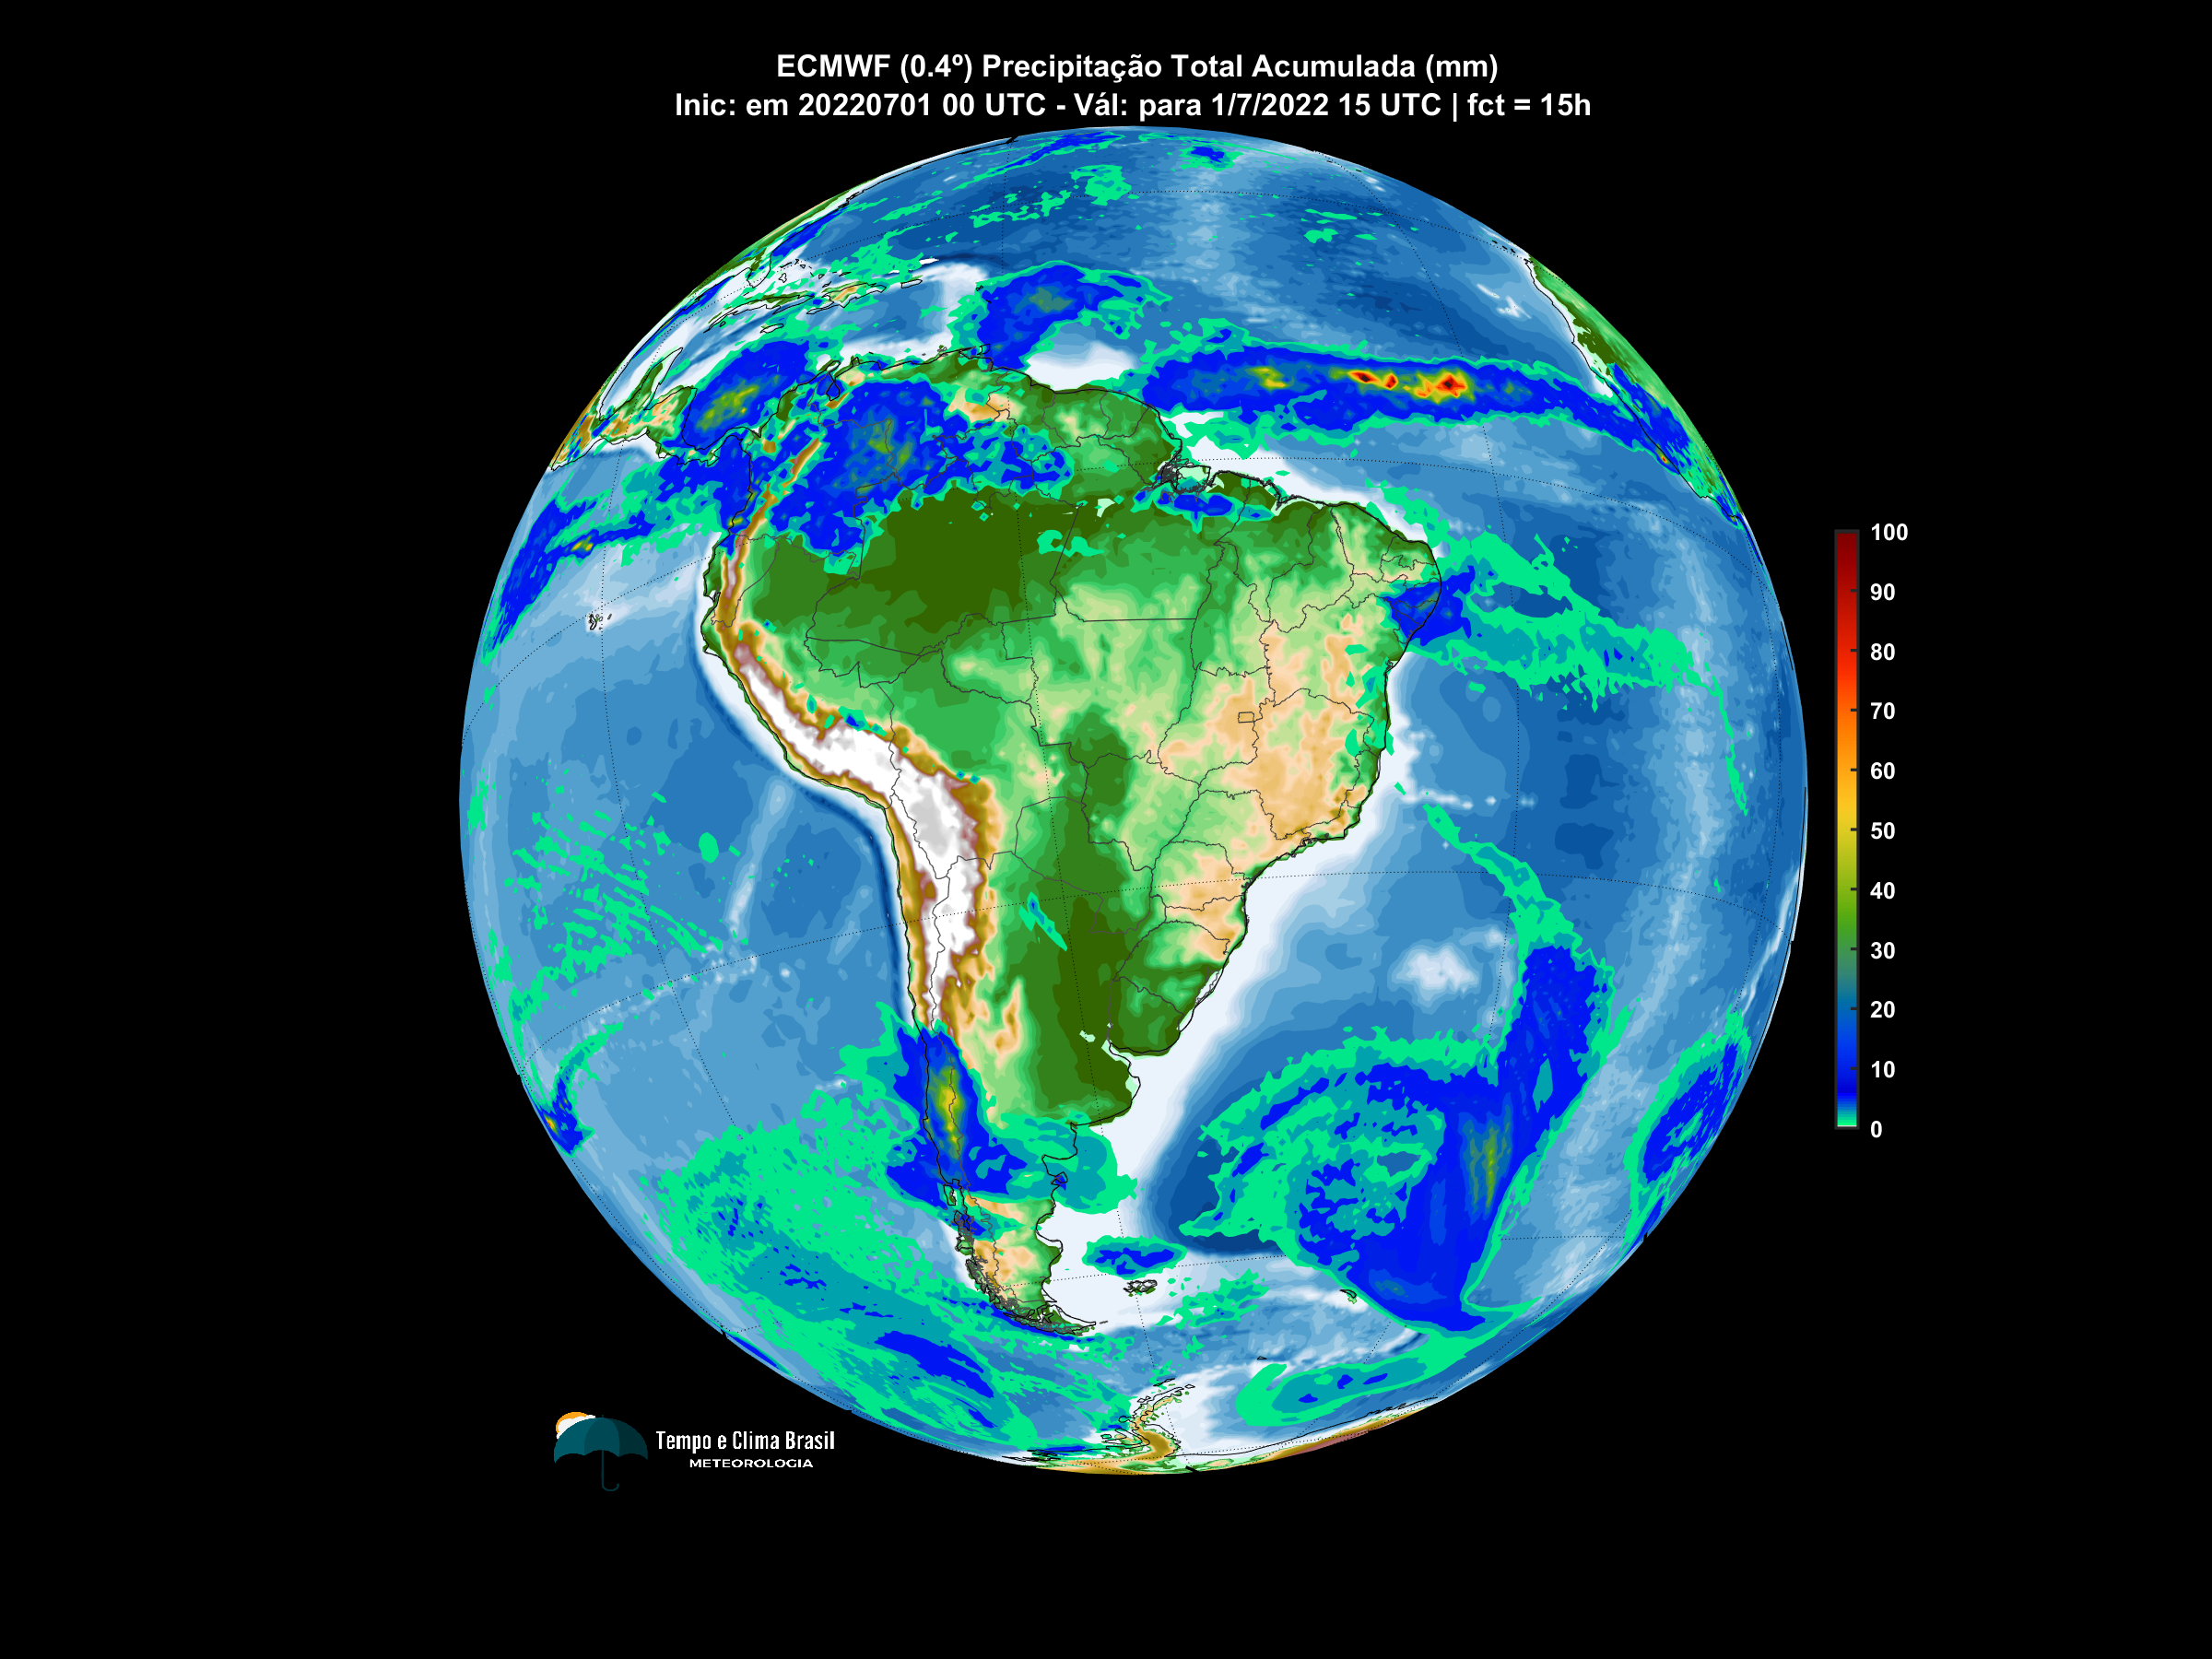 ECMWF (0.4º) Precipitação Total Acumulada (mm)
Inic: em 20220701 00 UTC - Vál: para 1/7/2022 15 UTC | fct = 15h
100
90
80
70
60
50
40
30
20
10
0
Tempo e Clima Brasil
METEOROLOGIA